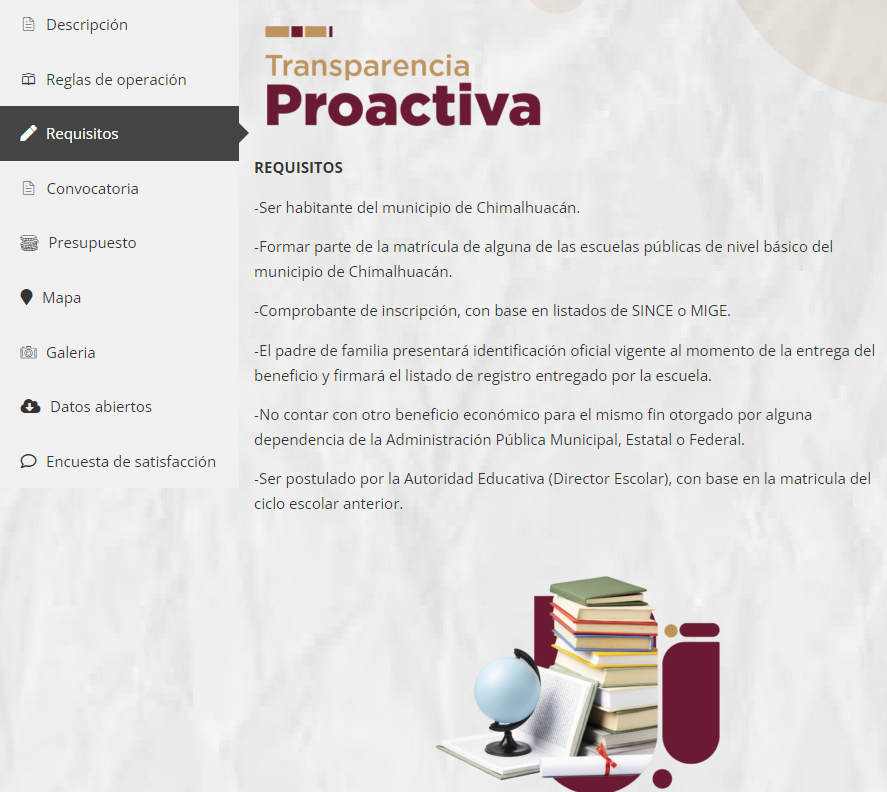 Descripción
Reglas de operación
Requisitos
Convocatoria
Presupuesto
Mapa
Galeria
Datos abiertos
Encuesta de satisfacción
Transparencia
Proactiva
REQUISITOS
-Ser habitante del municipio de Chimalhuacán.
-Formar parte de la matrícula de alguna de las escuelas públicas de nivel básico del
municipio de Chimalhuacán.
-Comprobante de inscripción, con base en listados de SINCE o MIGE.
-El padre de familia presentará identificación oficial vigente al momento de la entrega del
beneficio y firmará el listado de registro entregado por la escuela.
-No contar con otro beneficio económico para el mismo fin otorgado por alguna
dependencia de la Administración Pública Municipal, Estatal o Federal.
-Ser postulado por la Autoridad Educativa (Director Escolar), con base en la matricula del
ciclo escolar anterior.